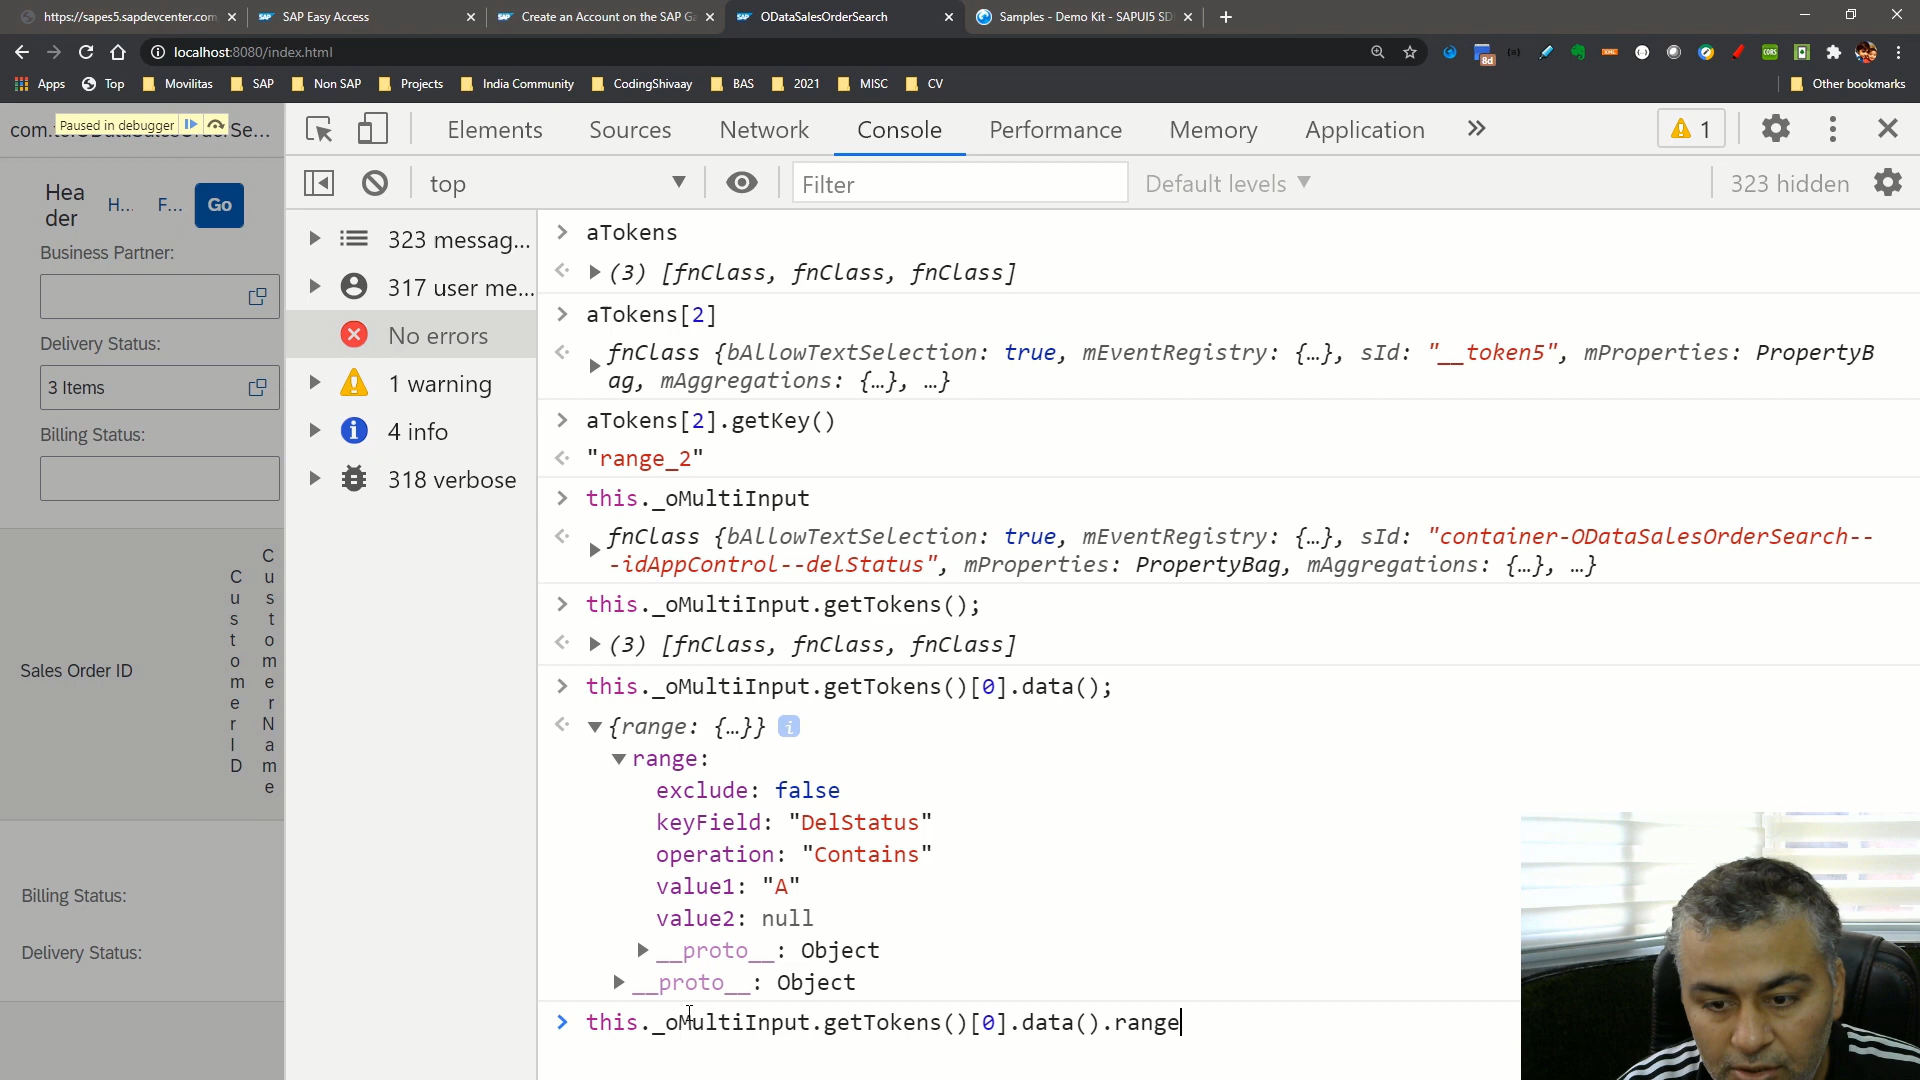 https://sapes5.sapdevcenter.com
SAP Easy Access
Create an Account on the SAP Ga
ODataSalesOrderSearch
Samples - Demo Kit - SAPUI5 SD
localhost:8080/index.html
8d
Apps
Top
Movilitas
SAP
Non SAP
Projects
India Community
CodingShivaay
BAS
2021
MISC
CV
Other bookmarks
Paused in debugger
Se...
Elements
Sources
Network
Console
Performance
Memory
Application
1
top
Filter
Default levels
323 hidden
Hea
der
H...
F...
Go
Business Partner:
Delivery Status:
3 Items
Billing Status:
Sales Order ID
Customer ID
Customer Name
Billing Status:
Delivery Status:
323 messag...
317 user me...
No errors
1 warning
4 info
318 verbose
aTokens
(3) [fnClass, fnClass, fnClass]
aTokens[2]
fnClass {bAllowTextSelection: true, mEventRegistry: {…}, sId: "__token5", mProperties: PropertyB
ag, mAggregations: {…}, …}
aTokens[2].getKey()
"range_2"
this._oMultiInput
fnClass {bAllowTextSelection: true, mEventRegistry: {…}, sId: "container-ODataSalesOrderSearch--
-idAppControl--delStatus", mProperties: PropertyBag, mAggregations: {…}, …}
this._oMultiInput.getTokens();
(3) [fnClass, fnClass, fnClass]
this._oMultiInput.getTokens()[0].data();
{range: {…}}
range:
exclude: false
keyField: "DelStatus"
operation: "Contains"
value1: "A"
value2: null
__proto__: Object
__proto__: Object
this._oMultiInput.getTokens()[0].data().range